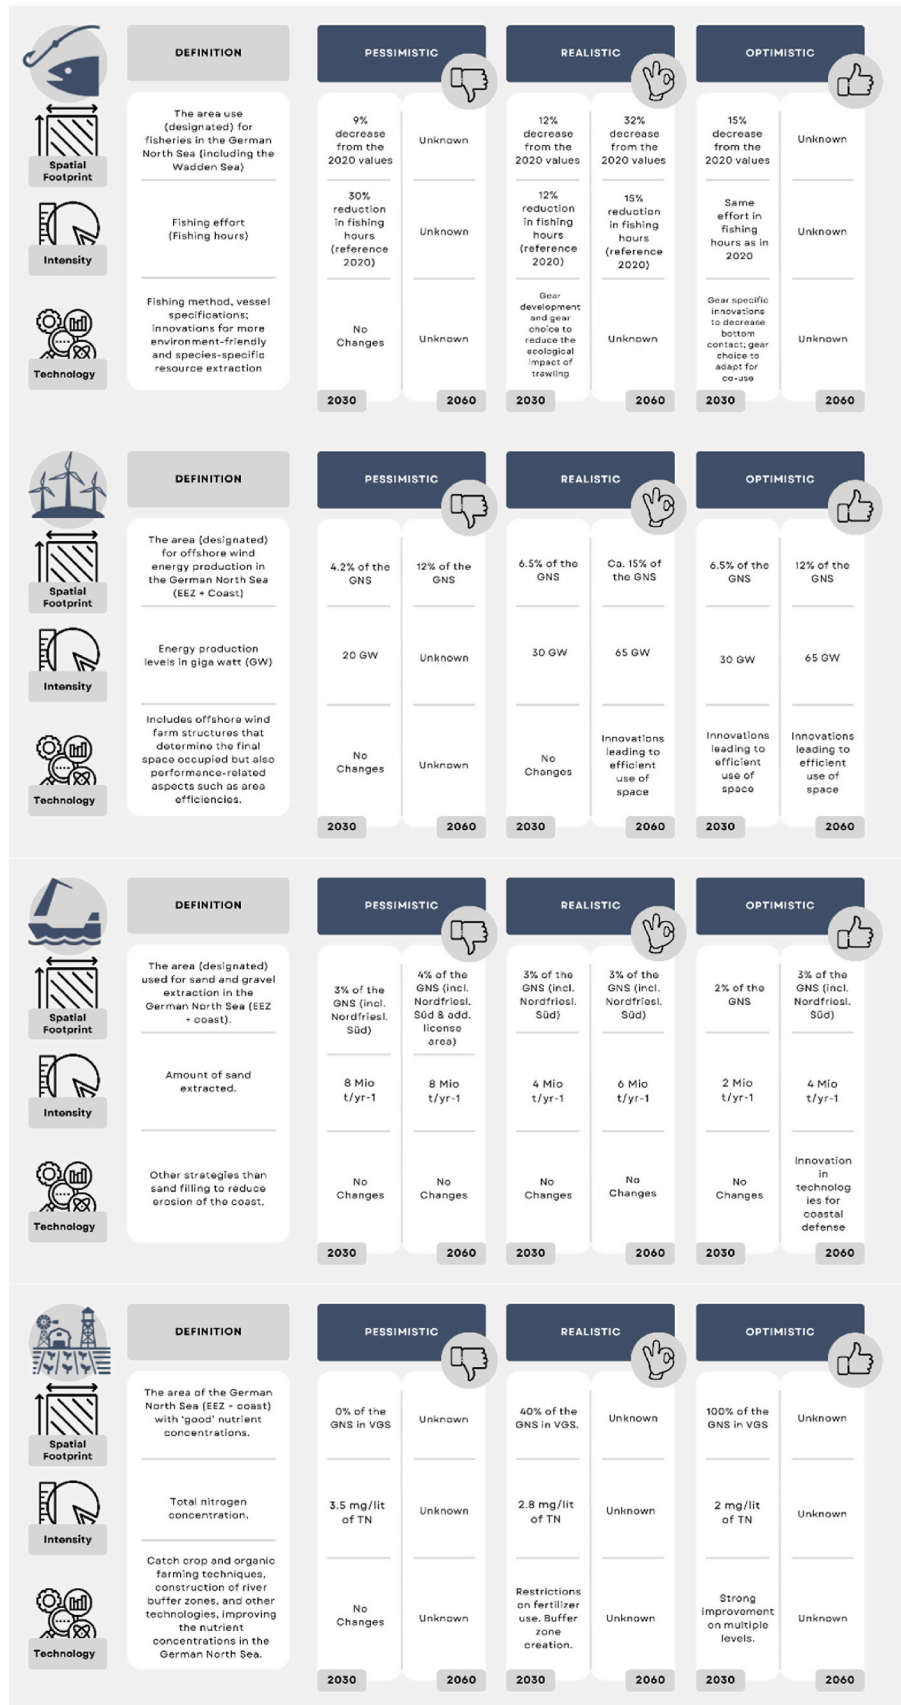 DEFINITION
PESSIMISTIC
REALISTIC
OPTIMISTIC
Spatial
Footprint
The area use
(designated) for
fisheries in the German
North Sea (including the
Wadden Sea)
9%
decrease
from the
2020 values
Unknown
12%
decrease
from the
2020 values
32%
decrease
from the
2020 values
15%
decrease
from the
2020 values
Unknown
Intensity
Fishing effort
(Fishing hours)
30%
reduction
in fishing
hours
(reference
2020)
Unknown
12%
reduction
in fishing
hours
(reference
2020)
15%
reduction
in fishing
hours
(reference
2020)
Same
effort in
fishing
hours as in
2020
Unknown
Technology
Fishing method, vessel
specifications;
innovations for more
environment-friendly
and species-specific
resource extraction
No
Changes
Unknown
Gear
development
and gear
choice to
reduce the
ecological
impact of
trawling
Unknown
Gear specific
innovations
to decrease
bottom
contact; gear
choice to
adapt for
co-use
Unknown
2030
2060
2030
2060
2030
2060
DEFINITION
PESSIMISTIC
REALISTIC
OPTIMISTIC
Spatial
Footprint
The area (designated)
for offshore wind
energy production in
the German North Sea
(EEZ + Coast)
4.2% of the
GNS
12% of the
GNS
6.5% of the
GNS
Ca. 15% of
the GNS
6.5% of the
GNS
12% of the
GNS
Intensity
Energy production
levels in giga watt (GW)
20 GW
Unknown
30 GW
65 GW
30 GW
65 GW
Technology
Includes offshore wind
farm structures that
determine the final
space occupied but also
performance-related
aspects such as area
efficiencies.
No
Changes
Unknown
No
Changes
Innovations
leading to
efficient
use of
space
Innovations
leading to
efficient
use of
space
Innovations
leading to
efficient
use of
space
2030
2060
2030
2060
2030
2060
DEFINITION
PESSIMISTIC
REALISTIC
OPTIMISTIC
Spatial
Footprint
The area (designated)
used for sand and gravel
extraction in the
German North Sea (EEZ
+ coast).
3% of the
GNS (incl.
Nordfriesl.
Süd)
4% of the
GNS (incl.
Nordfriesl.
Süd & add.
license
area)
3% of the
GNS (incl.
Nordfriesl.
Süd)
3% of the
GNS (incl.
Nordfriesl.
Süd)
2% of the
GNS
3% of the
GNS (incl.
Nordfriesl.
Süd)
Intensity
Amount of sand
extracted.
8 Mio
t/yr-1
8 Mio
t/yr-1
4 Mio
t/yr-1
6 Mio
t/yr-1
2 Mio
t/yr-1
4 Mio
t/yr-1
Technology
Other strategies than
sand filling to reduce
erosion of the coast.
No
Changes
No
Changes
No
Changes
No
Changes
No
Changes
Innovation
in
technolog
ies for
coastal
defense
2030
2060
2030
2060
2030
2060
DEFINITION
PESSIMISTIC
REALISTIC
OPTIMISTIC
Spatial
Footprint
The area of the German
North Sea (EEZ + coast)
with 'good' nutrient
concentrations.
0% of the
GNS in VGS
Unknown
40% of the
GNS in VGS.
Unknown
100% of the
GNS in VGS
Unknown
Intensity
Total nitrogen
concentration.
3.5 mg/lit
of TN
Unknown
2.8 mg/lit
of TN
Unknown
2 mg/lit
of TN
Unknown
Technology
Catch crop and organic
farming techniques,
construction of river
buffer zones, and other
technologies, improving
the nutrient
concentrations in the
German North Sea.
No
Changes
Unknown
Restrictions
on fertilizer
use. Buffer
zone
creation.
Unknown
Strong
improvement
on multiple
levels.
Unknown
2030
2060
2030
2060
2030
2060